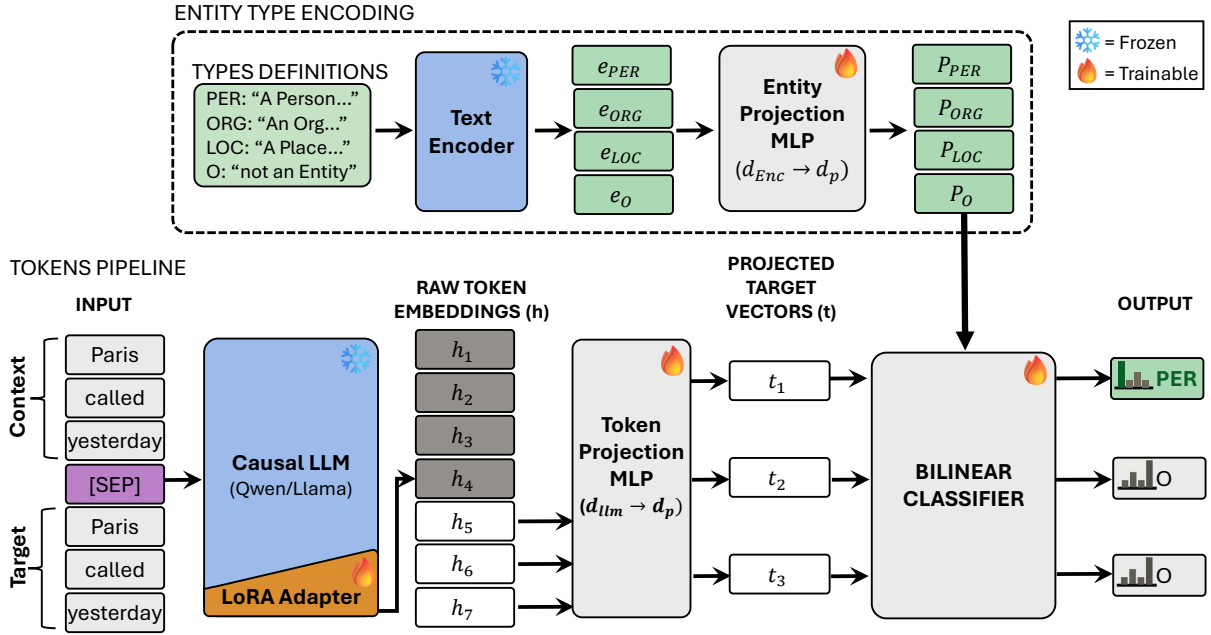 ENTITY TYPE ENCODING
= Frozen
= Trainable
TYPES DEFINITIONS
PER: “A Person...”
ORG: “An Org...”
LOC: “A Place...”
O: “not an Entity”
Text
Encoder
e_PER
e_ORG
e_LOC
e_O
Entity
Projection
MLP
(d_Enc → d_p)
P_PER
P_ORG
P_LOC
P_O
TOKENS PIPELINE
INPUT
Context
Paris
called
yesterday
[SEP]
Target
Paris
called
yesterday
Causal LLM
(Qwen/Llama)
LoRA Adapter
RAW TOKEN
EMBEDDINGS (h)
h_1
h_2
h_3
h_4
h_5
h_6
h_7
Token
Projection
MLP
(d_llm → d_p)
PROJECTED
TARGET
VECTORS (t)
t_1
t_2
t_3
BILINEAR
CLASSIFIER
OUTPUT
PER
O
O